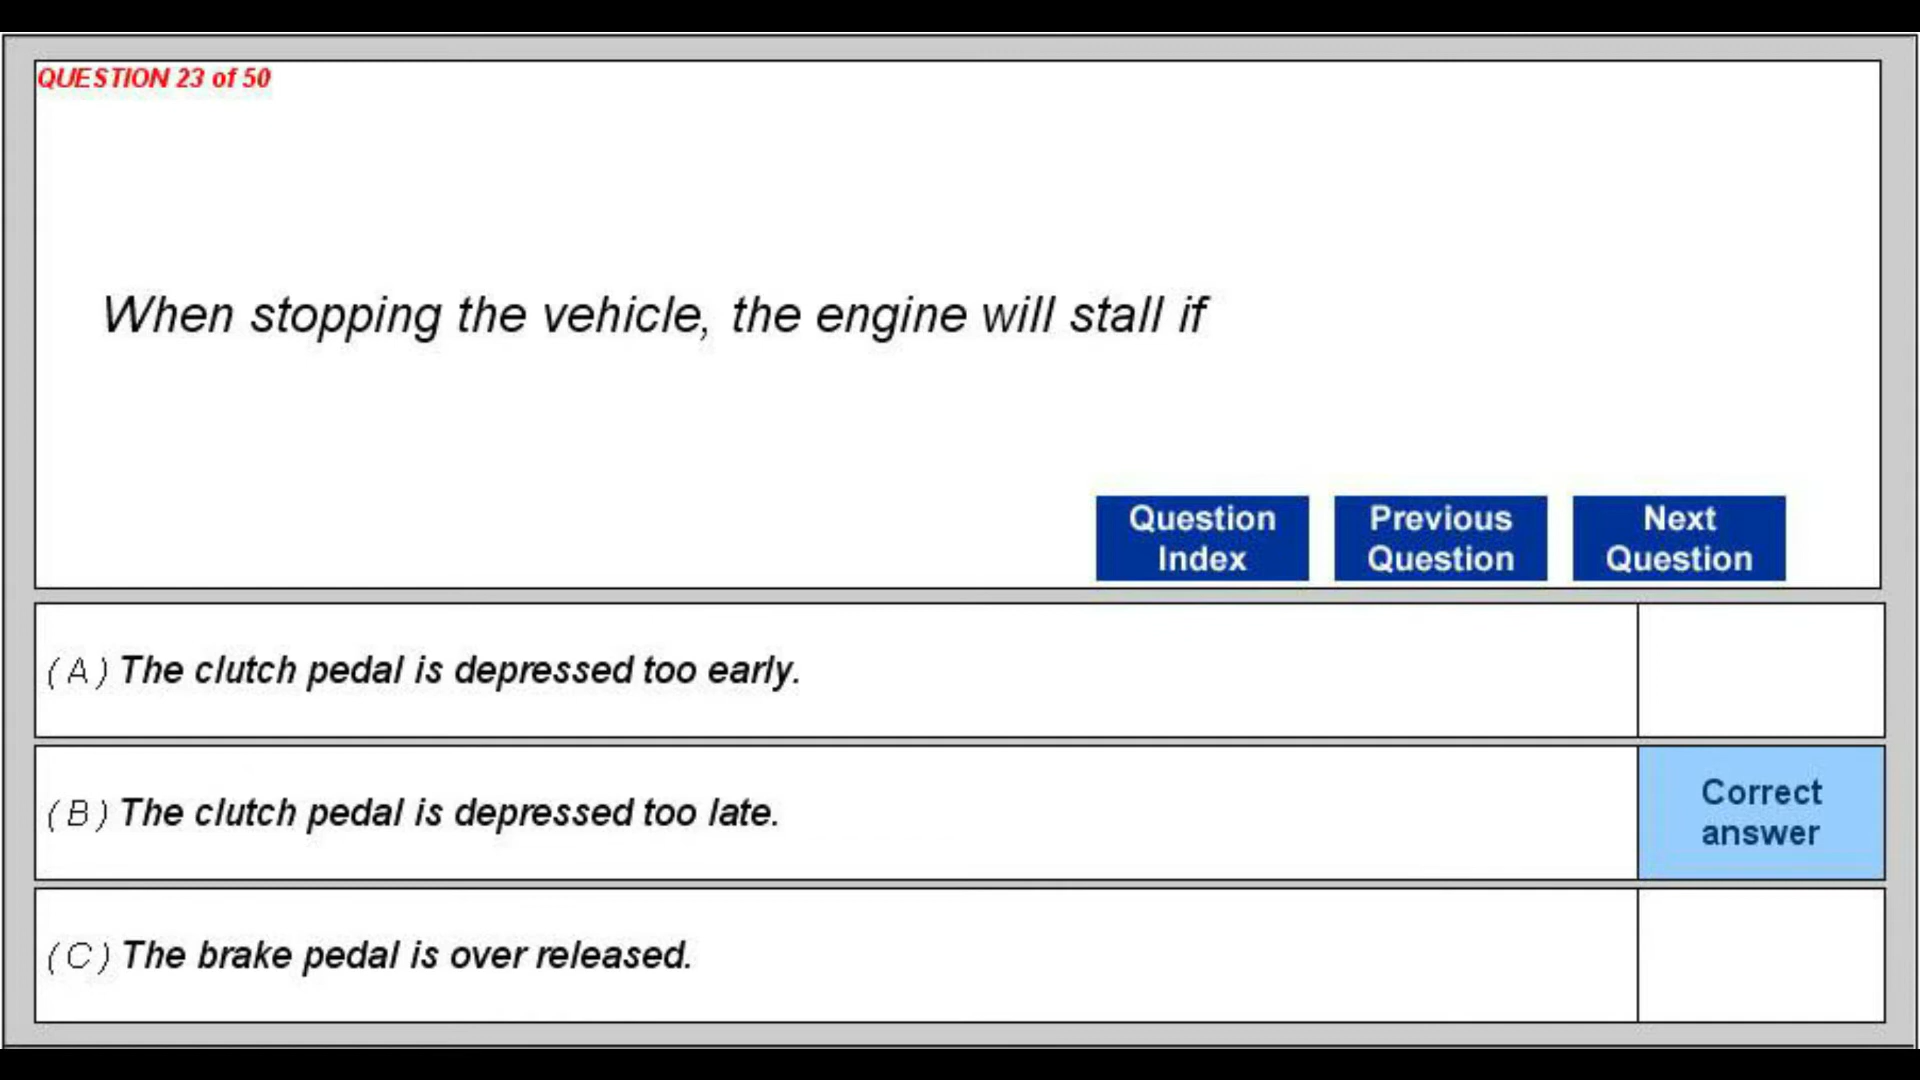 QUESTION 23 of 50
When stopping the vehicle, the engine will stall if
Question Index
Previous Question
Next Question
(A) The clutch pedal is depressed too early.
(B) The clutch pedal is depressed too late.
Correct answer
(C) The brake pedal is over released.